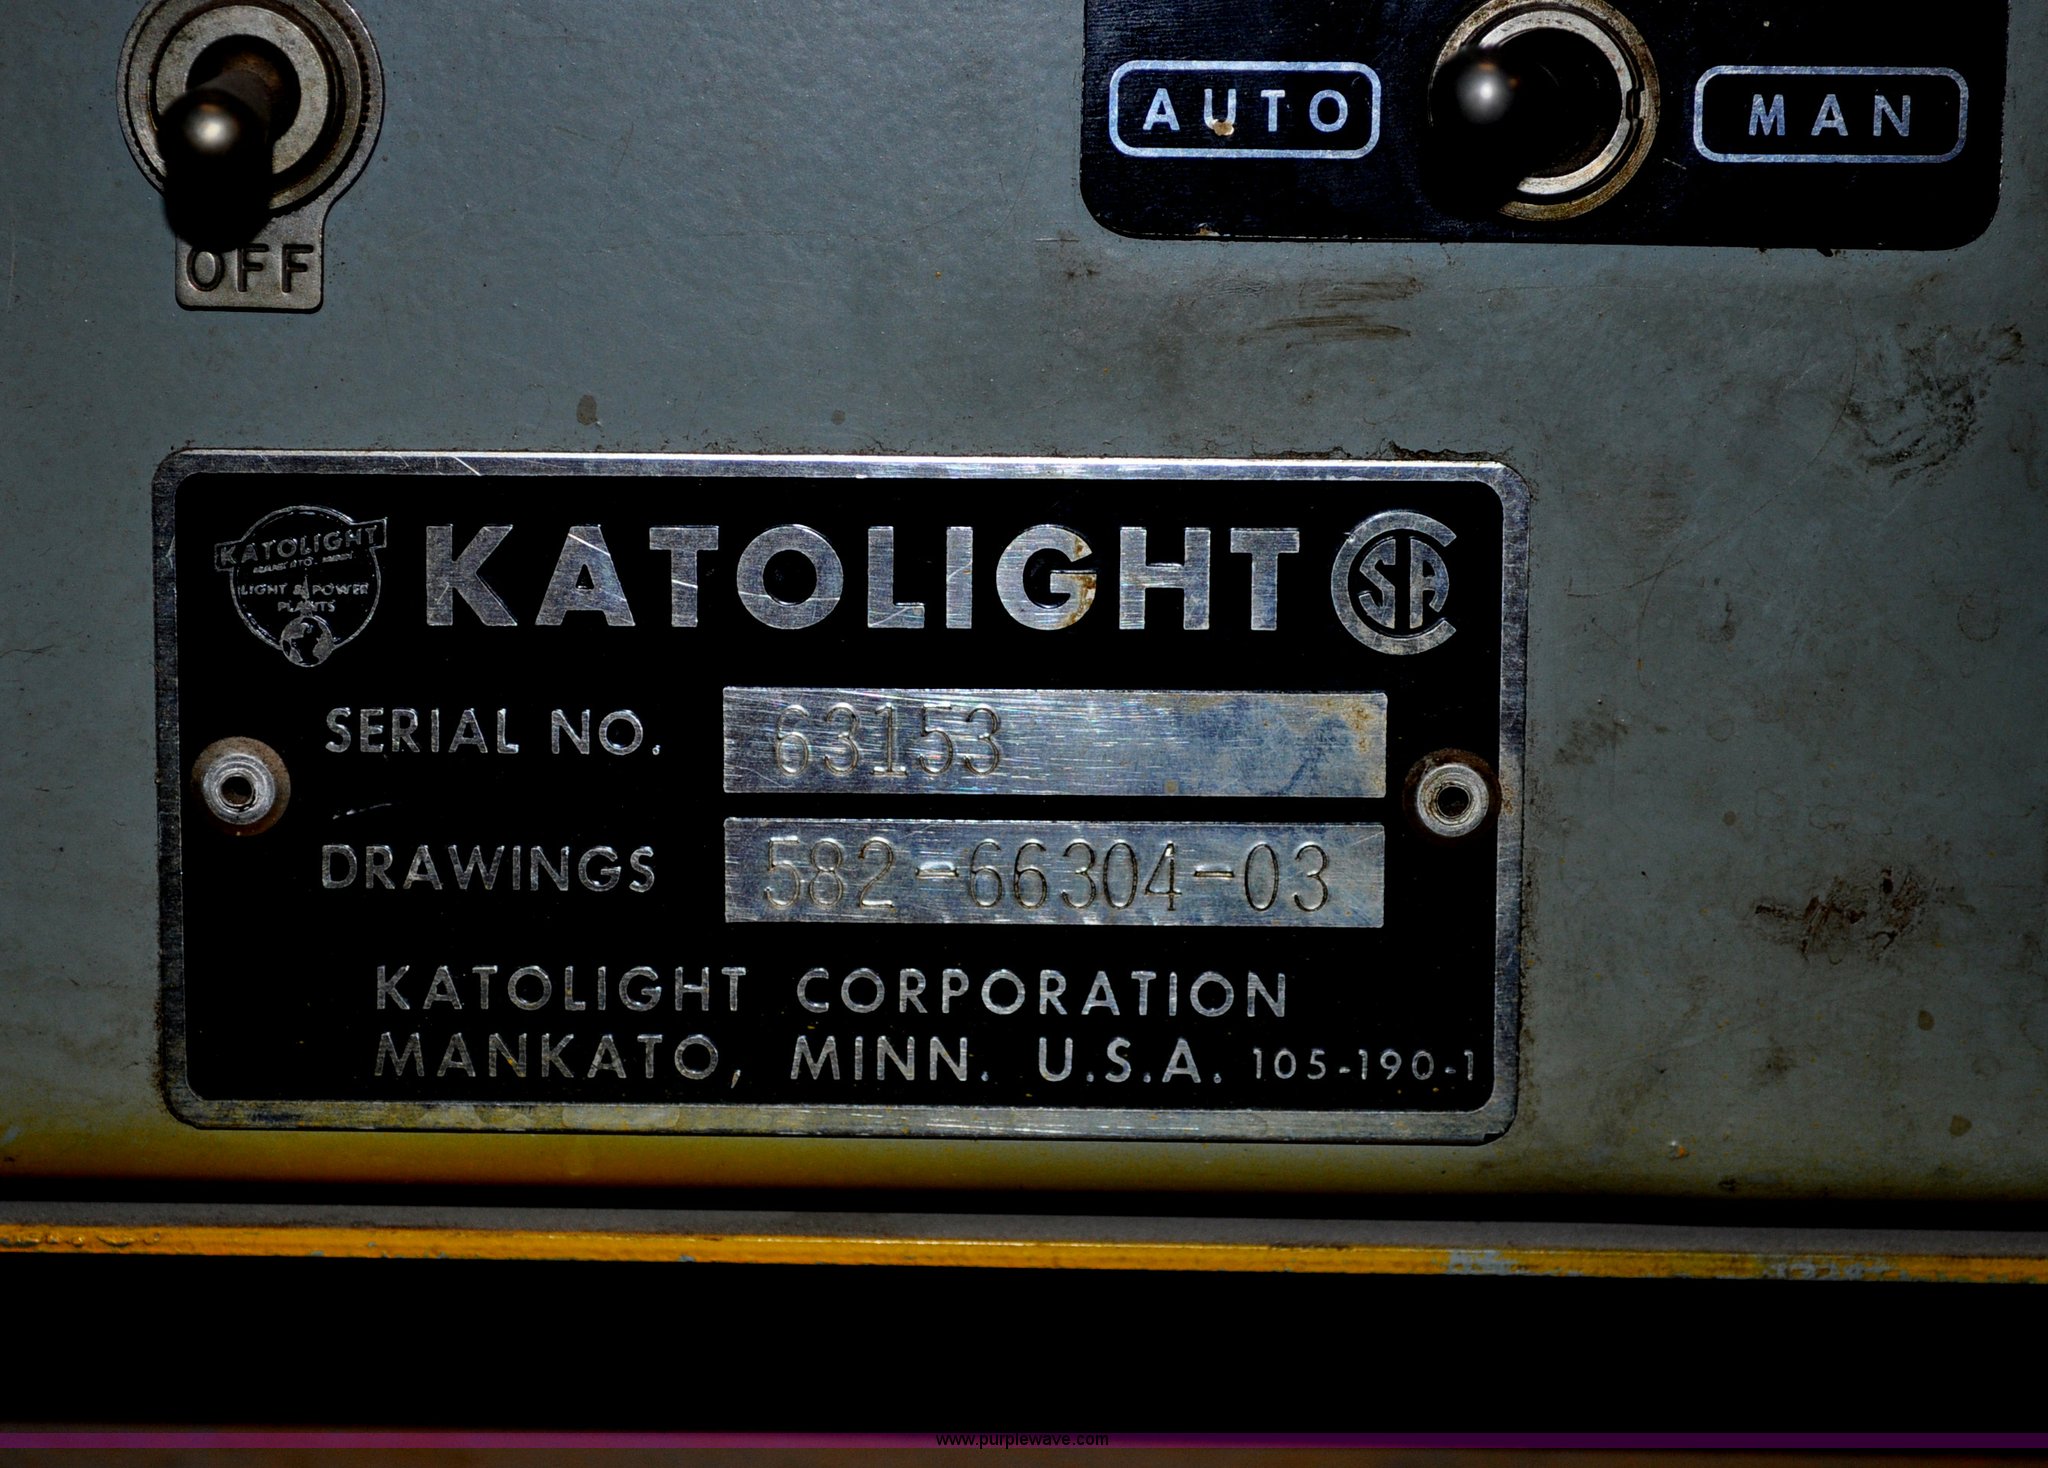 AUTO
MAN
OFF
KATOLIGHT
LIGHT & POWER
PLANTS
KATOLIGHT
CSA
SERIAL NO. 63153
DRAWINGS 582-66304-03
KATOLIGHT CORPORATION
MANKATO, MINN. U.S.A. 105-190-1
www.purplewave.com